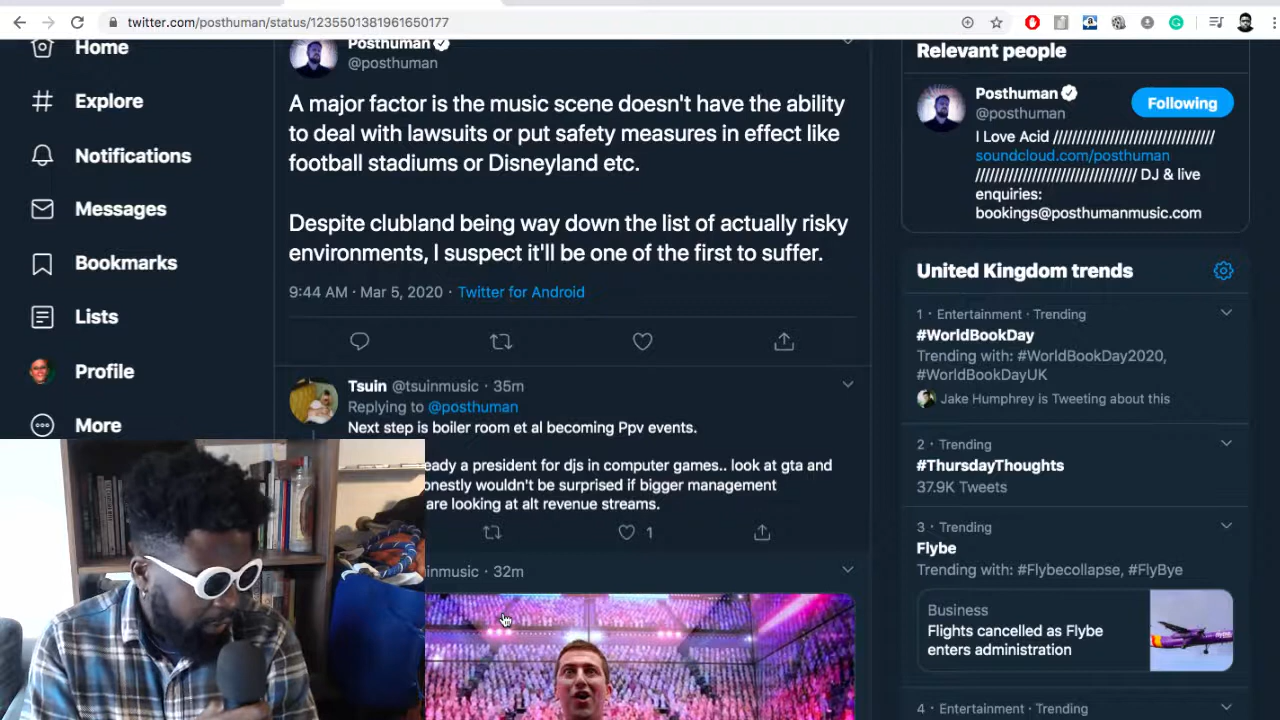 twitter.com/posthuman/status/1235501381961650177
Home
Explore
Notifications
Messages
Bookmarks
Lists
Profile
More
Posthuman
@posthuman
A major factor is the music scene doesn't have the ability
to deal with lawsuits or put safety measures in effect like
football stadiums or Disneyland etc.
Despite clubland being way down the list of actually risky
environments, I suspect it'll be one of the first to suffer.
9:44 AM · Mar 5, 2020 · Twitter for Android
Tsuin @tsuinmusic · 35m
Replying to @posthuman
Next step is boiler room et al becoming Ppv events.
eady a president for djs in computer games.. look at gta and
onestly wouldn't be surprised if bigger management
are looking at alt revenue streams.
1
inmusic · 32m
Relevant people
Posthuman
@posthuman
Following
I Love Acid /////////////////////////////////
soundcloud.com/posthuman
///////////////////////////////// DJ & live
enquiries:
bookings@posthumanmusic.com
United Kingdom trends
1 · Entertainment · Trending
#WorldBookDay
Trending with: #WorldBookDay2020,
#WorldBookDayUK
Jake Humphrey is Tweeting about this
2 · Trending
#ThursdayThoughts
37.9K Tweets
3 · Trending
Flybe
Trending with: #Flybecollapse, #FlyBye
Business
Flights cancelled as Flybe
enters administration
4 · Entertainment · Trending